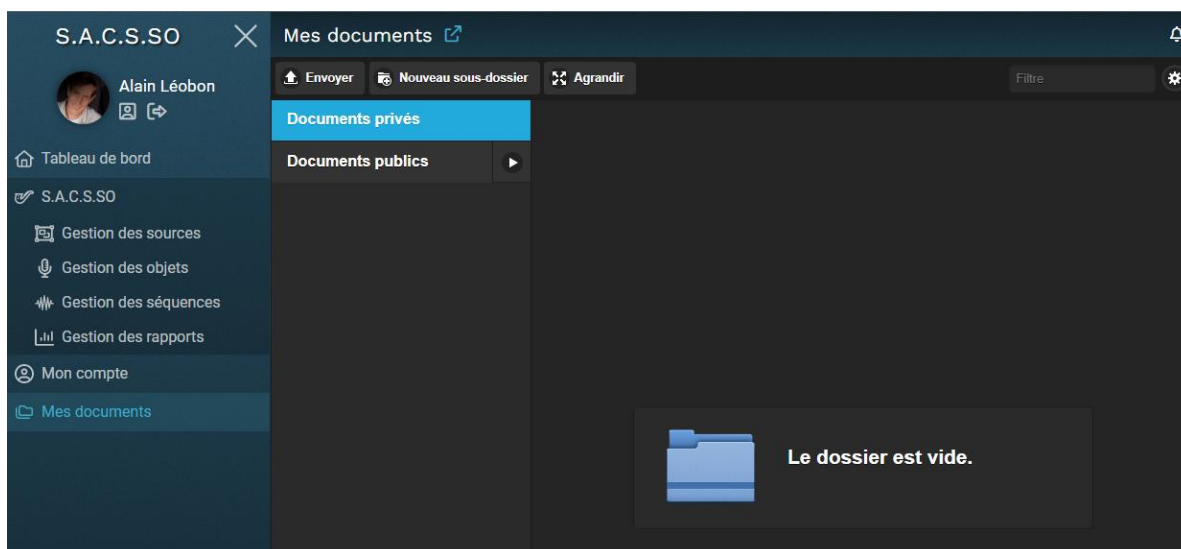 S.A.C.S.SO
Alain Léobon
Tableau de bord
S.A.C.S.SO
Gestion des sources
Gestion des objets
Gestion des séquences
Gestion des rapports
Mon compte
Mes documents
Mes documents
Envoyer Nouveau sous-dossier Agrandir Filtre
Documents privés
Documents publics
Le dossier est vide.